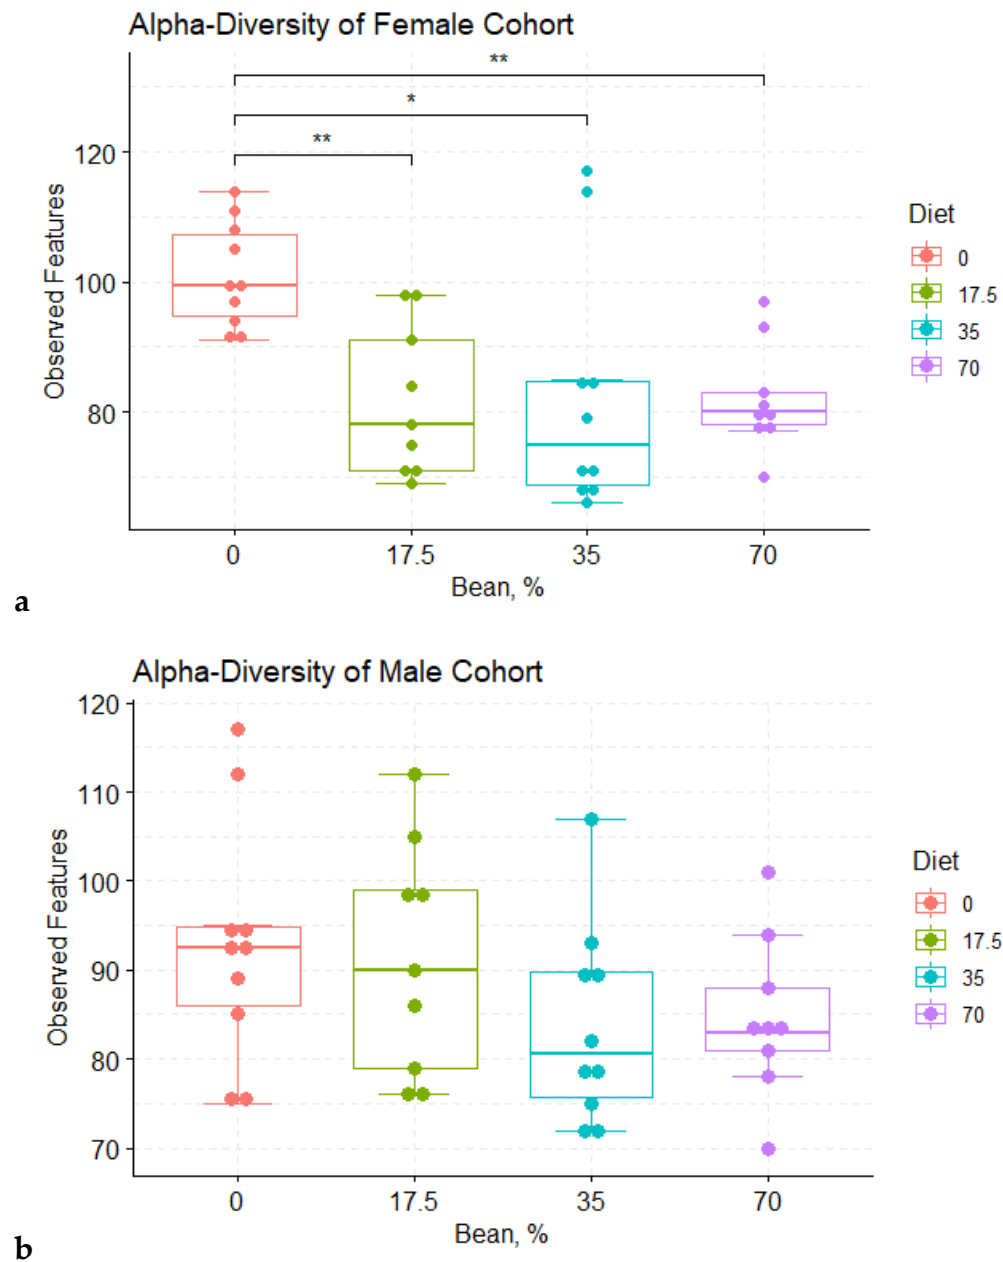 Alpha-Diversity of Female Cohort
**
*
**
120
100
80
Observed Features
0 17.5 35 70
Bean, %
Diet
0
17.5
35
70
a
Alpha-Diversity of Male Cohort
120
110
100
90
80
70
Observed Features
0 17.5 35 70
Bean, %
Diet
0
17.5
35
70
b